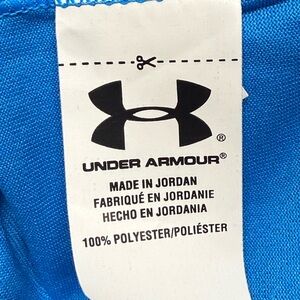 UNDER ARMOUR®
MADE IN JORDAN
FABRIQUÉ EN JORDANIE
HECHO EN JORDANIA
100% POLYESTER/POLIÉSTER